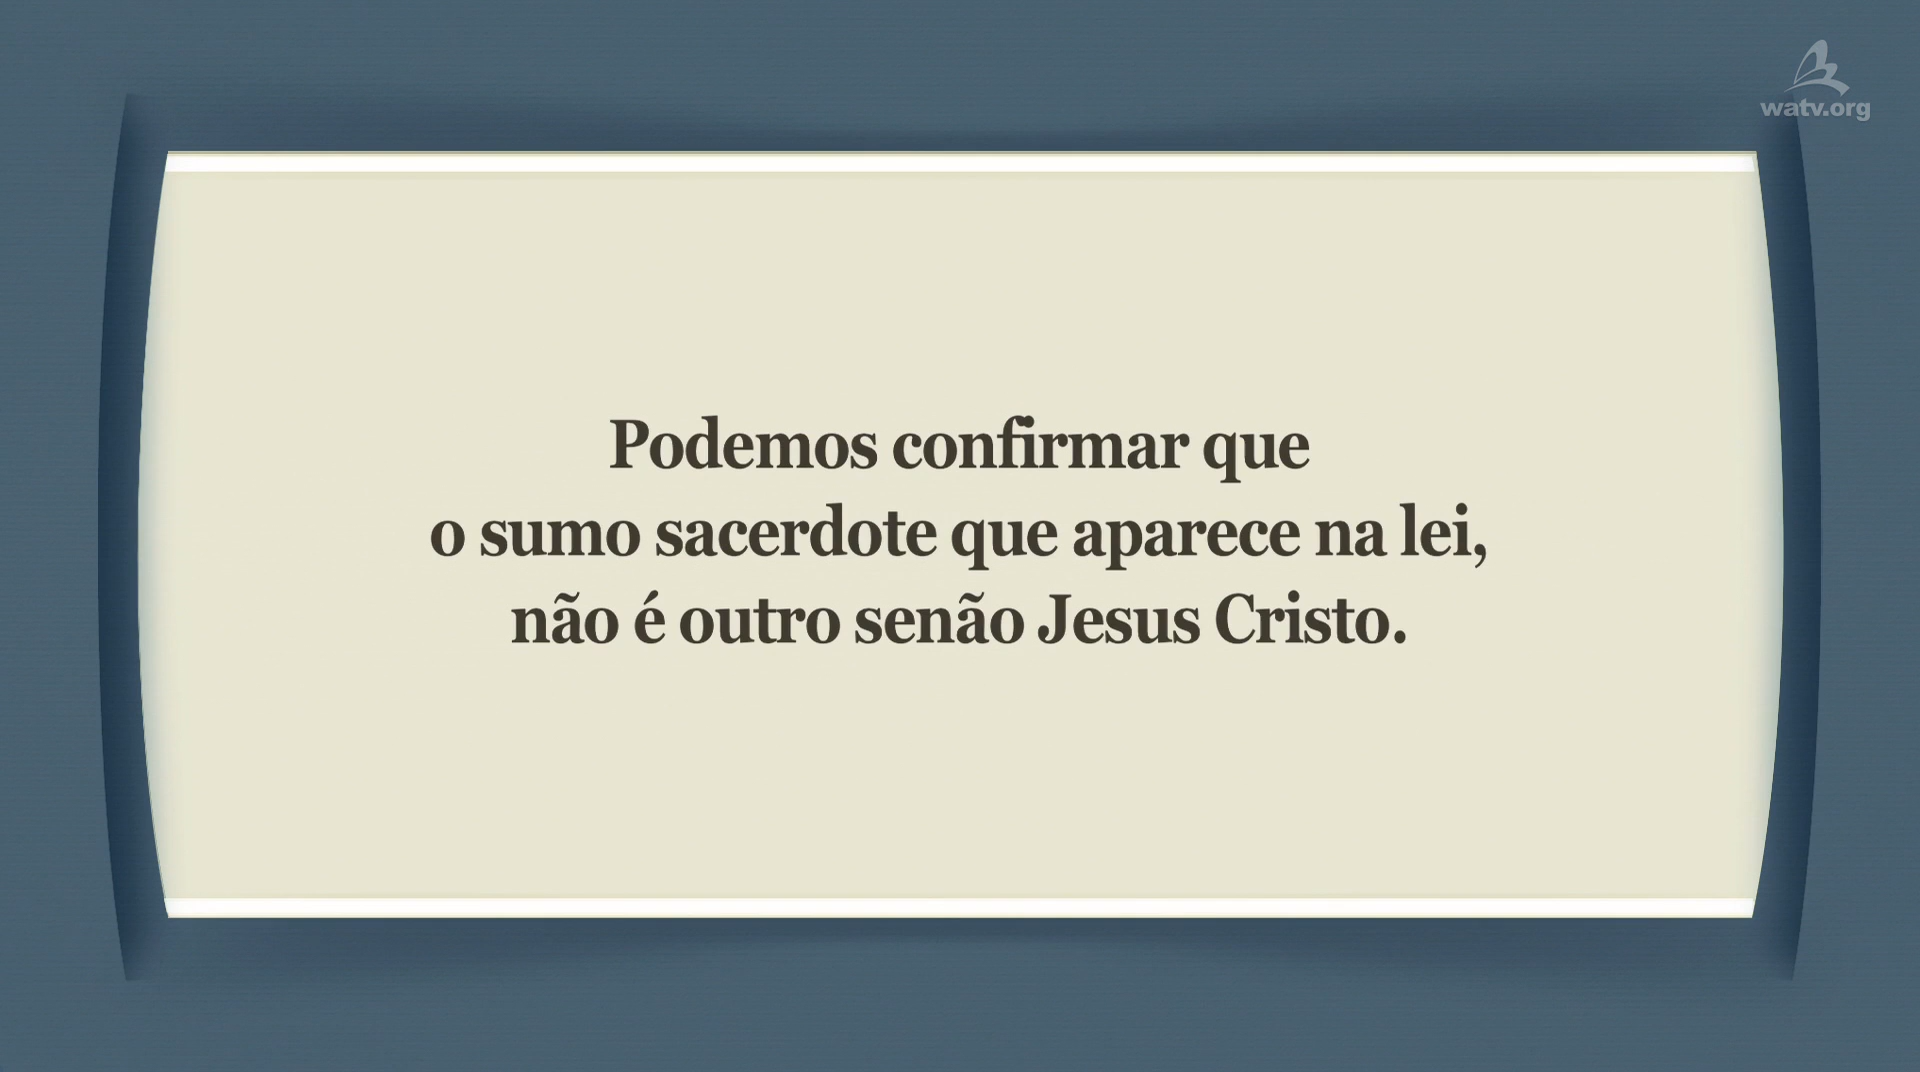 watv.org
Podemos confirmar que
o sumo sacerdote que aparece na lei,
não é outro senão Jesus Cristo.